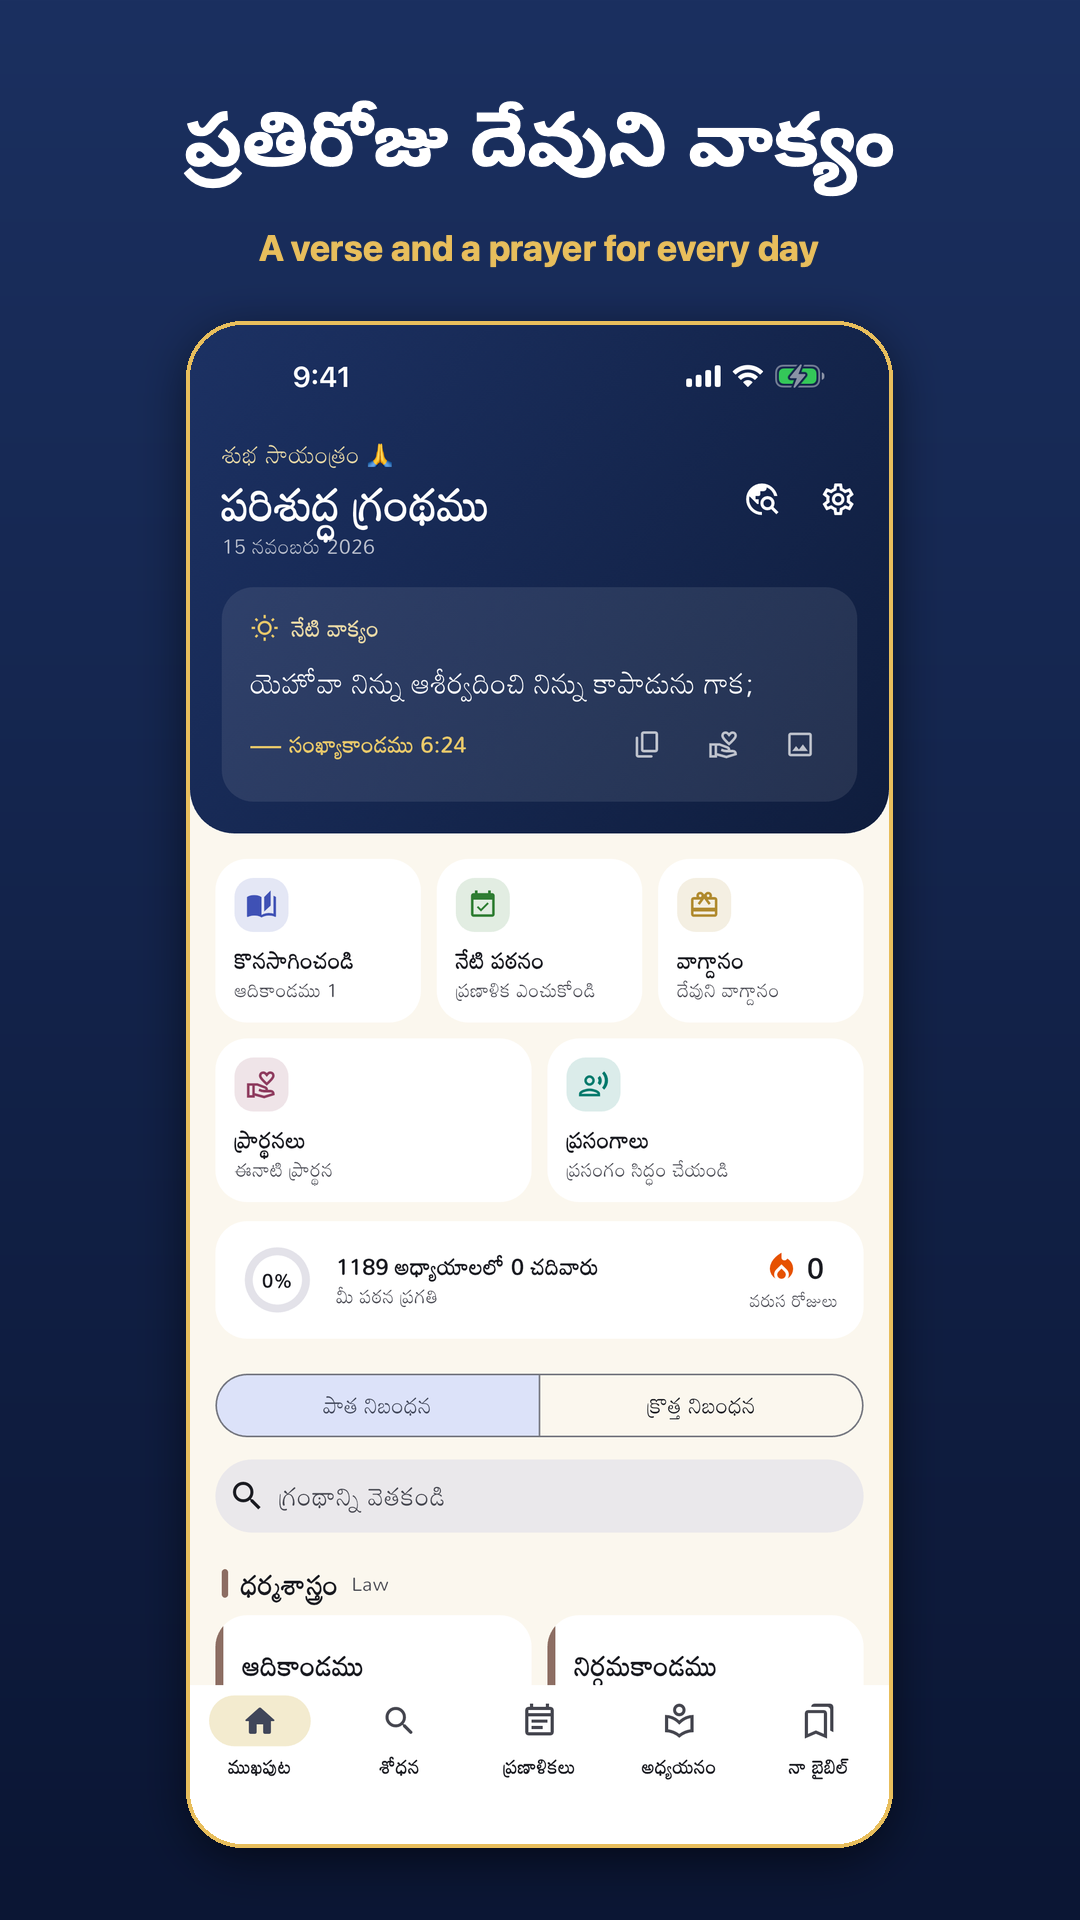 ప్రతిరోజు దేవుని వాక్యం
A verse and a prayer for every day
9:41
శుభ సాయంత్రం 🙏
పరిశుద్ధ గ్రంథము
15 నవంబరు 2026
నేటి వాక్యం
యెహోవా నిన్ను ఆశీర్వదించి నిన్ను కాపాడును గాక;
— సంఖ్యాకాండము 6:24
కొనసాగించండి
ఆదికాండము 1
నేటి పఠనం
ప్రణాళిక ఎంచుకోండి
వాగ్దానం
దేవుని వాగ్దానం
ప్రార్థనలు
ఈనాటి ప్రార్థన
ప్రసంగాలు
ప్రసంగం సిద్ధం చేయండి
0%
1189 అధ్యాయాలలో 0 చదివారు
మీ పఠన ప్రగతి
0
వరుస రోజులు
పాత నిబంధన
క్రొత్త నిబంధన
గ్రంథాన్ని వెతకండి
ధర్మశాస్త్రం Law
ఆదికాండము
నిర్గమకాండము
ముఖపుట
శోధన
ప్రణాళికలు
అధ్యయనం
నా బైబిల్